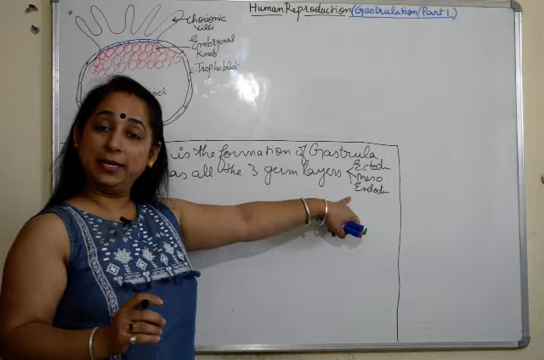 Human Reproduction (Gastrulation/Part 1)
Chorionic
Villi
Embryonal
Knob
Trophoblast
is the formation of Gastrula
as all the 3 germ layers
Ecto
Meso
Endo